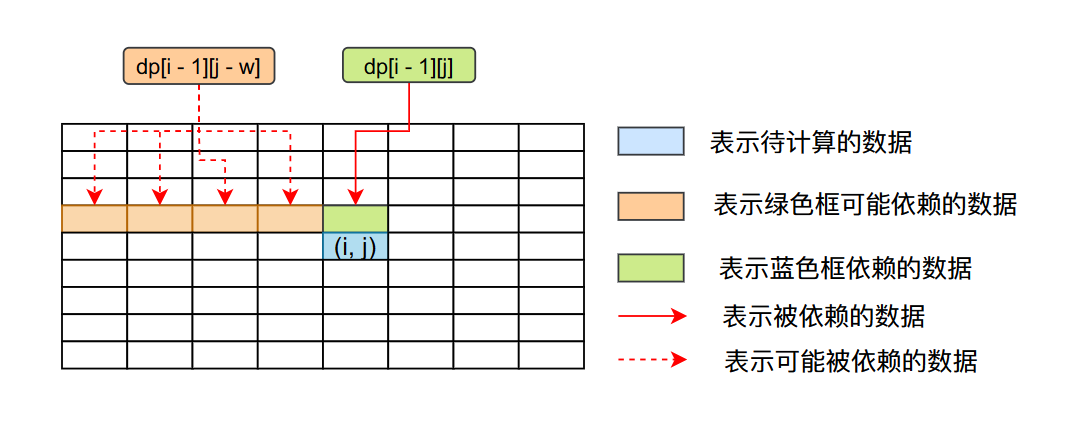 dp[i - 1][j - w]
dp[i - 1][j]
(i, j)
表示待计算的数据
表示绿色框可能依赖的数据
表示蓝色框依赖的数据
表示被依赖的数据
表示可能被依赖的数据